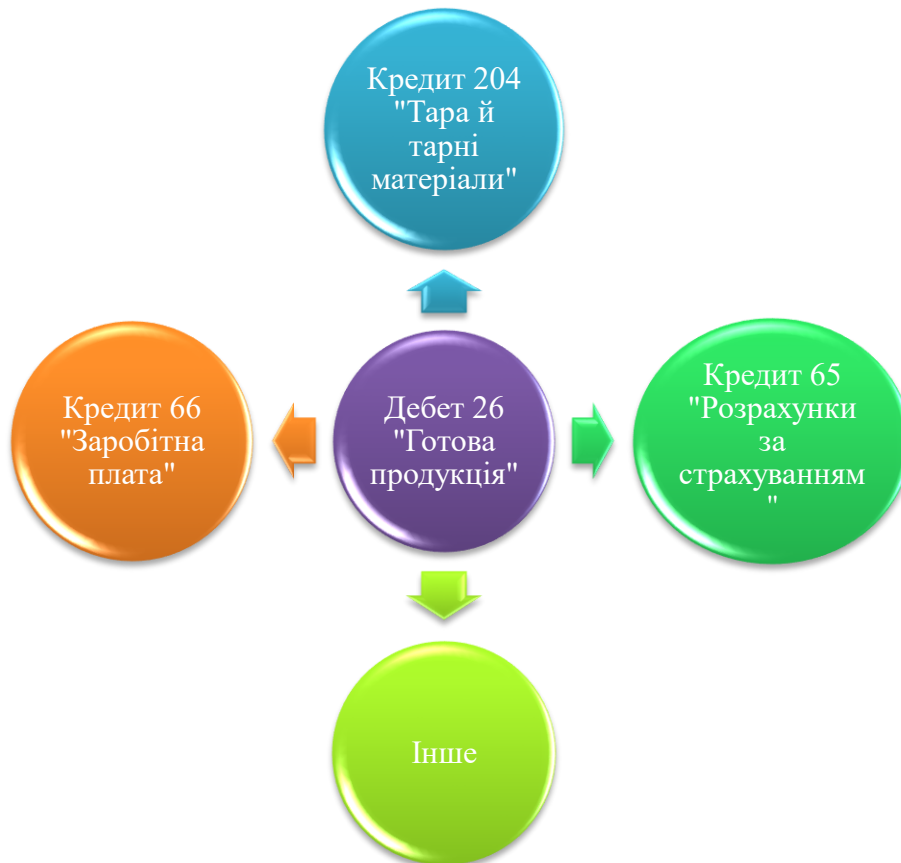 Кредит 204
"Тара й
тарні
матеріали"
Кредит 66
"Заробітна
плата"
Дебет 26
"Готова
продукція"
Кредит 65
"Розрахунки
за
страхуванням
"
Інше